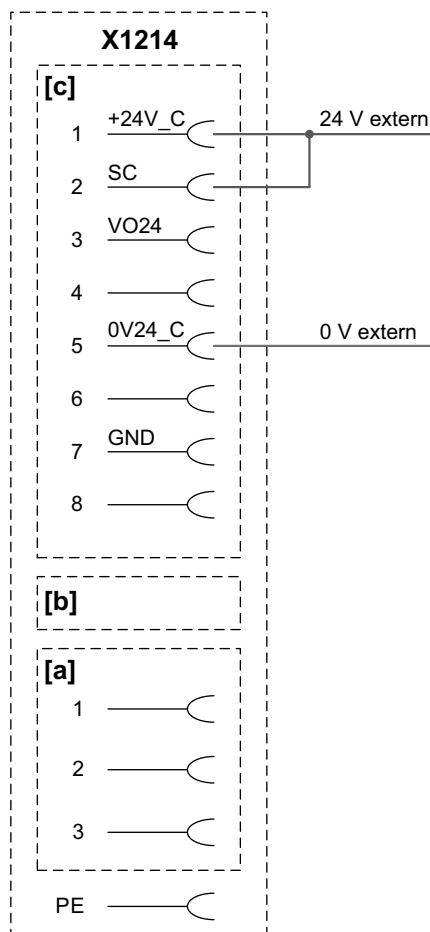 X1214
[c]
1 +24V_C 24 V extern
2 SC
3 VO24
4
5 0V24_C 0 V extern
6
7 GND
8
[b]
[a]
1
2
3
PE